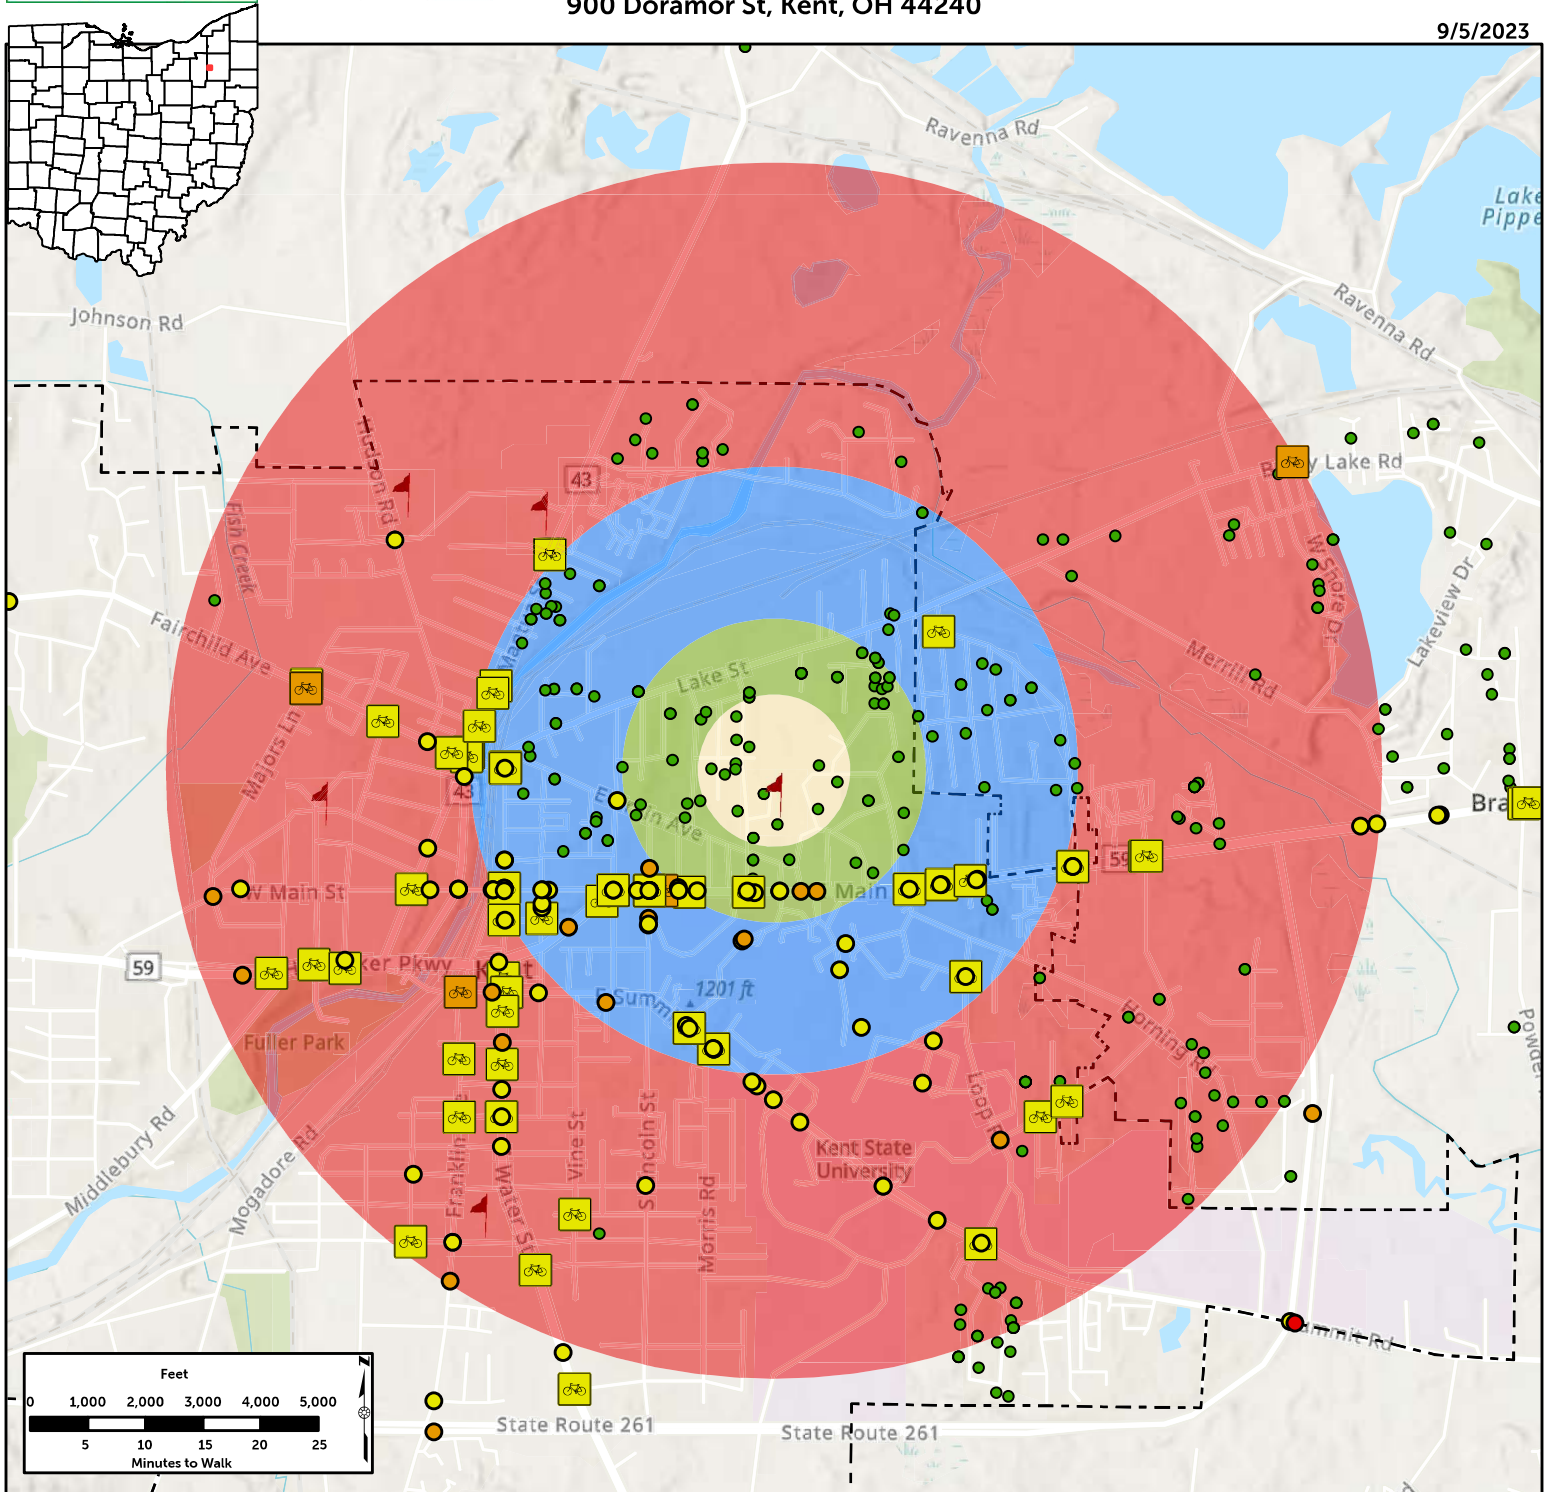 900 Doramor St, Kent, OH 44240
9/5/2023
Ravenna Rd
Lake
Pippe
Johnson Rd
Ravenna Rd
Hudson Rd
43
Lake Rd
Fish Creek
W Shore Dr
Lakeview Dr
Fairchild Ave
Merrill Rd
Lake St
Majors Ln
E Main Ave
43
Bra
59
W Main St
Main
59
ker Pkwy
Kent
1201 ft
E Summ
Fuller Park
Horning Rd
Powder
Loop R
Middlebury Rd
Mogadore Rd
Franklin
Vine St
S Lincoln St
Kent State
University
Morris Rd
S Water St
ummit Rd
State Route 261
State Route 261
Feet
0 1,000 2,000 3,000 4,000 5,000
5 10 15 20 25
Minutes to Walk
N